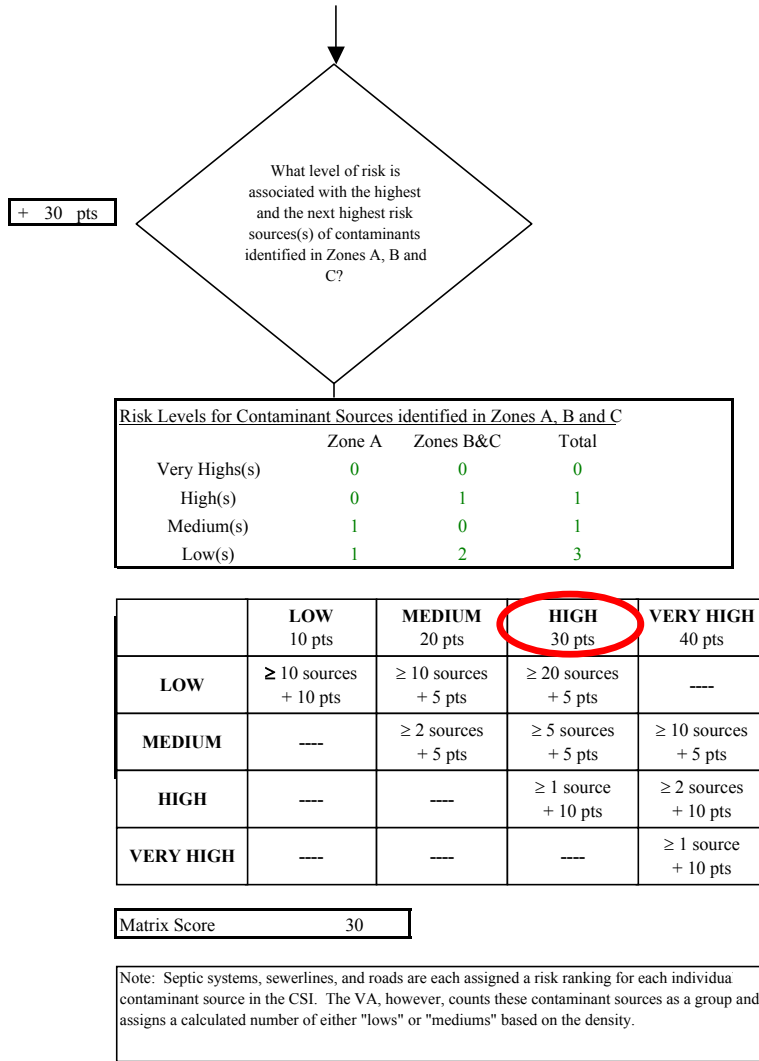 What level of risk is
associated with the highest
+ 30 pts
and the next highest risk
sources(s) of contaminants
identified in Zones A, B and
C?
Risk Levels for Contaminant Sources identified in Zones A, B and C
Zone A Zones B&C Total
Very Highs(s) 0 0 0
High(s) 0 1 1
Medium(s) 1 0 1
Low(s) 1 2 3
LOW MEDIUM HIGH VERY HIGH
10 pts 20 pts 30 pts 40 pts
LOW ≥ 10 sources ≥ 10 sources ≥ 20 sources ----
+ 10 pts + 5 pts + 5 pts
MEDIUM ---- ≥ 2 sources ≥ 5 sources ≥ 10 sources
+ 5 pts + 5 pts + 5 pts
HIGH ---- ---- ≥ 1 source ≥ 2 sources
+ 10 pts + 10 pts
VERY HIGH ---- ---- ---- ≥ 1 source
+ 10 pts
Matrix Score 30
Note: Septic systems, sewerlines, and roads are each assigned a risk ranking for each individua
contaminant source in the CSI. The VA, however, counts these contaminant sources as a group and
assigns a calculated number of either "lows" or "mediums" based on the density.